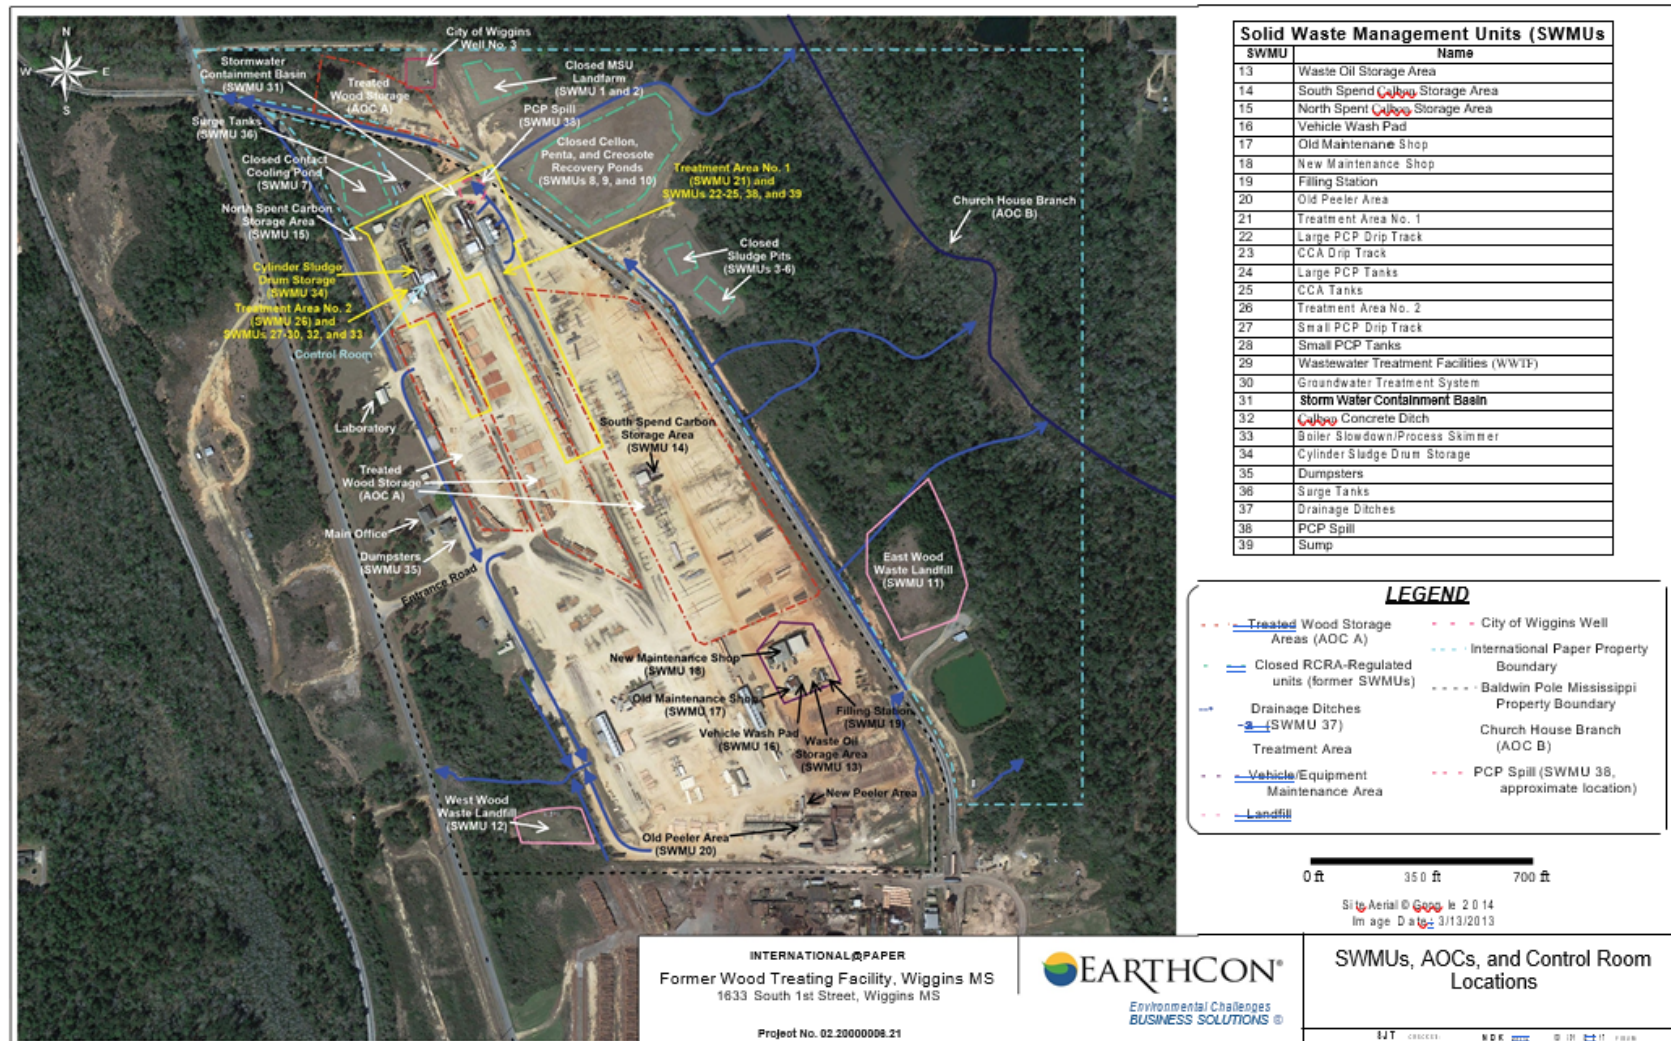 N
W E
S
City of Wiggins
Well No. 3
Stormwater
Containment Basin
(SWMU 31)
Closed MSU
Landfarm
(SWMU 1 and 2)
Treated
Wood Storage
(AOC A)
PCP Spill
(SWMU 38)
Surge Tanks
(SWMU 36)
Closed Contact
Cooling Pond
(SWMU 7)
Closed Cellon,
Penta, and Creosote
Recovery Ponds
(SWMUs 8, 9, and 10)
Treatment Area No. 1
(SWMU 21) and
SWMUs 22-25, 38, and 39
North Spent Carbon
Storage Area
(SWMU 15)
Church House Branch
(AOC B)
Closed
Sludge Pits
(SWMUs 3-6)
Cylinder Sludge
Drum Storage
(SWMU 34)
Treatment Area No. 2
(SWMU 26) and
SWMUs 27-30, 32, and 33
Control Room
Laboratory
South Spend Carbon
Storage Area
(SWMU 14)
Treated
Wood Storage
(AOC A)
Main Office
Dumpsters
(SWMU 35)
Entrance Road
East Wood
Waste Landfill
(SWMU 11)
New Maintenance Shop
(SWMU 18)
Old Maintenance Shop
(SWMU 17)
Filling Station
(SWMU 19)
Vehicle Wash Pad
(SWMU 16)
Waste Oil
Storage Area
(SWMU 13)
New Peeler Area
West Wood
Waste Landfill
(SWMU 12)
Old Peeler Area
(SWMU 20)
Solid Waste Management Units (SWMUs
SWMU Name
13 Waste Oil Storage Area
14 South Spend Calbon Storage Area
15 North Spent Calbon Storage Area
16 Vehicle Wash Pad
17 Old Maintenane Shop
18 New Maintenance Shop
19 Filling Station
20 Old Peeler Area
21 Treatment Area No. 1
22 Large PCP Drip Track
23 CCA Drip Track
24 Large PCP Tanks
25 CCA Tanks
26 Treatment Area No. 2
27 Small PCP Drip Track
28 Small PCP Tanks
29 Wastewater Treatment Facilities (WWTF)
30 Groundwater Treatment System
31 Storm Water Containment Basin
32 Calbon Concrete Ditch
33 Boiler Slowdown/Process Skimmer
34 Cylinder Sludge Drum Storage
35 Dumpsters
36 Surge Tanks
37 Drainage Ditches
38 PCP Spill
39 Sump
LEGEND
Treated Wood Storage
Areas (AOC A)
Closed RCRA-Regulated
units (former SWMUs)
Drainage Ditches
(SWMU 37)
Treatment Area
Vehicle/Equipment
Maintenance Area
Landfill
City of Wiggins Well
International Paper Property
Boundary
Baldwin Pole Mississippi
Property Boundary
Church House Branch
(AOC B)
PCP Spill (SWMU 38,
approximate location)
0 ft 350 ft 700 ft
Site Aerial © Goog le 2014
Image Date: 3/13/2013
INTERNATIONAL@PAPER
Former Wood Treating Facility, Wiggins MS
1633 South 1st Street, Wiggins MS
Project No. 02.20000006.21
EARTHCON®
Environmental Challenges
BUSINESS SOLUTIONS ©
SWMUs, AOCs, and Control Room
Locations